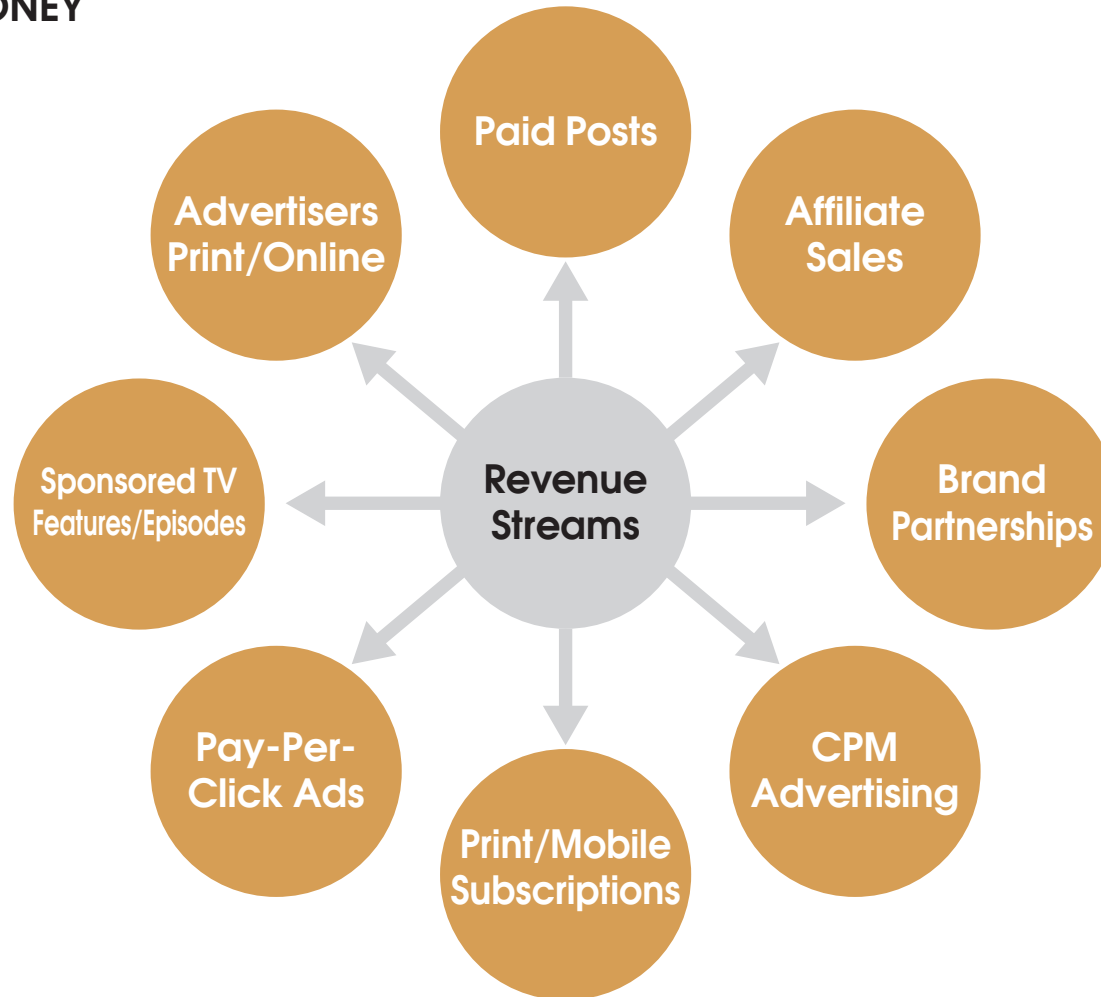 Paid Posts
Advertisers
Print/Online
Affiliate
Sales
Sponsored TV
Features/Episodes
Revenue
Streams
Brand
Partnerships
Pay-Per-
Click Ads
CPM
Advertising
Print/Mobile
Subscriptions